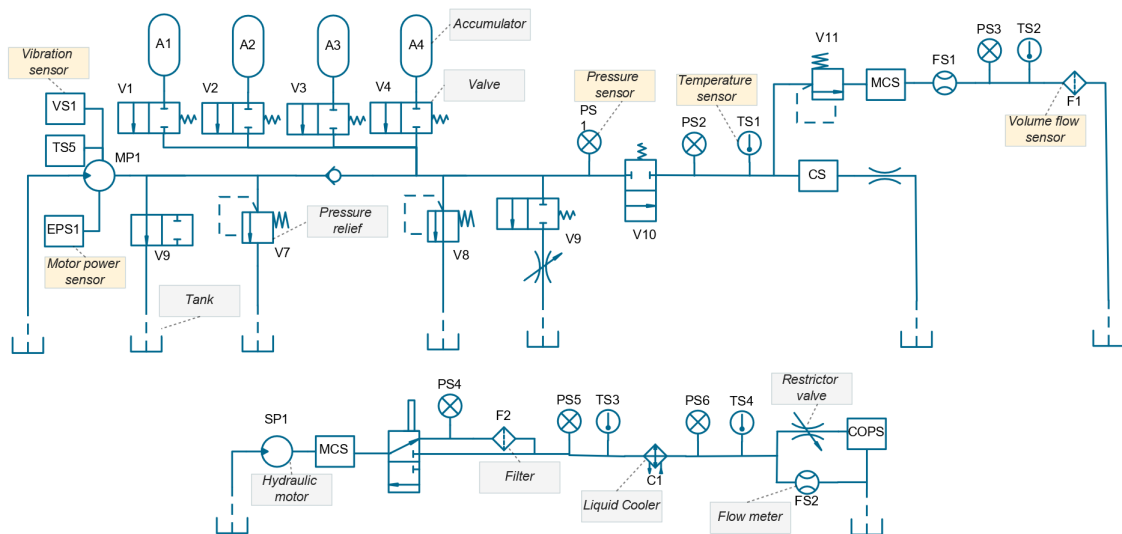 Accumulator
A1
A2
A3
A4
V11
PS3
TS2
Vibration
sensor
FS1
V1
V2
V3
V4
Valve
Pressure
sensor
Temperature
sensor
MCS
VS1
F1
PS
1
PS2
TS1
Volume flow
sensor
TS5
MP1
CS
EPS1
Pressure
relief
V9
V7
V8
V9
V10
Motor power
sensor
Tank
Restrictor
valve
PS4
PS5
TS3
PS6
TS4
SP1
F2
COPS
MCS
Hydraulic
motor
Filter
C1
Liquid Cooler
FS2
Flow meter